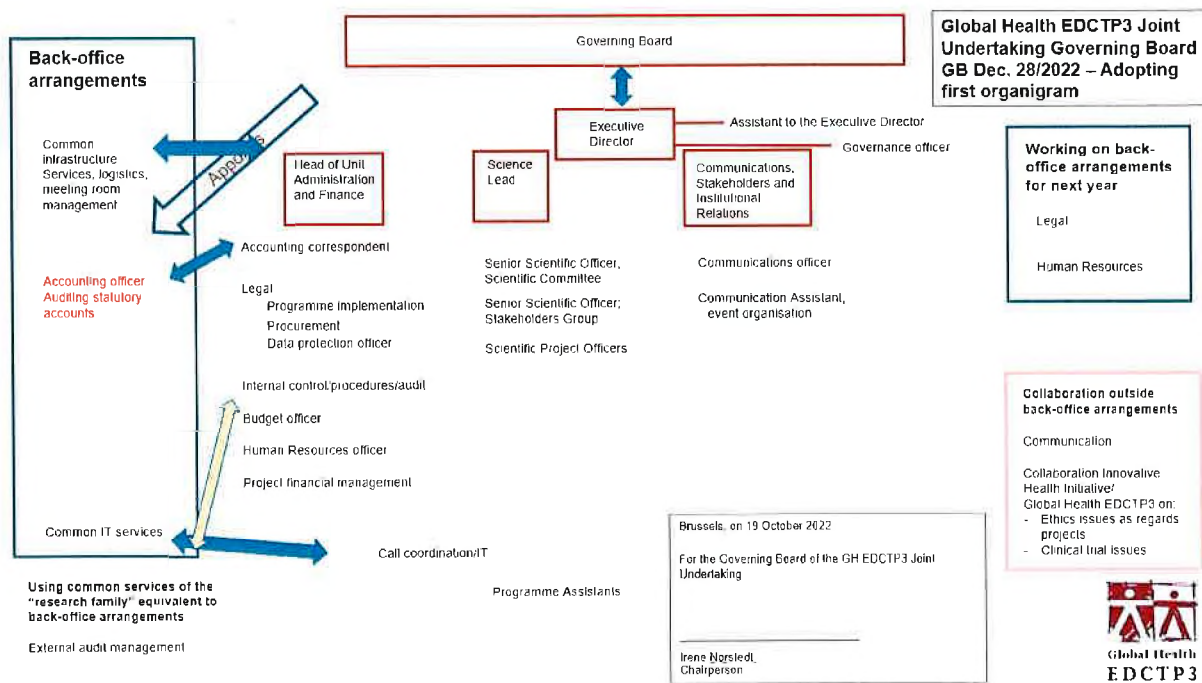 Governing Board
Global Health EDCTP3 Joint
Undertaking Governing Board
GB Dec. 28/2022 – Adopting
first organigram
Back-office
arrangements
Common
infrastructure
Services, logistics,
meeting room
management
Appoints
Accounting officer
Auditing statutory
accounts
Common IT services
Using common services of the
"research family" equivalent to
back-office arrangements
External audit management
Executive
Director
Assistant to the Executive Director
Governance officer
Head of Unit
Administration
and Finance
Accounting correspondent
Legal
Programme implementation
Procurement
Data protection officer
Internal control/procedures/audit
Budget officer
Human Resources officer
Project financial management
Call coordination/IT
Programme Assistants
Science
Lead
Senior Scientific Officer,
Scientific Committee
Senior Scientific Officer;
Stakeholders Group
Scientific Project Officers
Communications,
Stakeholders and
Institutional
Relations
Communications officer
Communication Assistant,
event organisation
Working on back-
office arrangements
for next year
Legal
Human Resources
Collaboration outside
back-office arrangements
Communication
Collaboration Innovative
Health Initiative/
Global Health EDCTP3 on:
- Ethics issues as regards
projects
- Clinical trial issues
Brussels, on 19 October 2022
For the Governing Board of the GH EDCTP3 Joint
Undertaking
Irene Norstedt
Chairperson
Global Health
EDCTP3